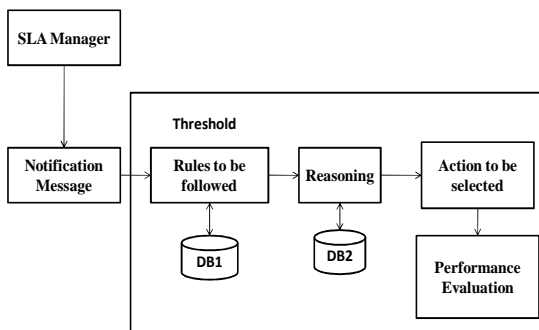 SLA Manager
Threshold
Notification
Message
Rules to be
followed
Reasoning
Action to be
selected
DB1
DB2
Performance
Evaluation